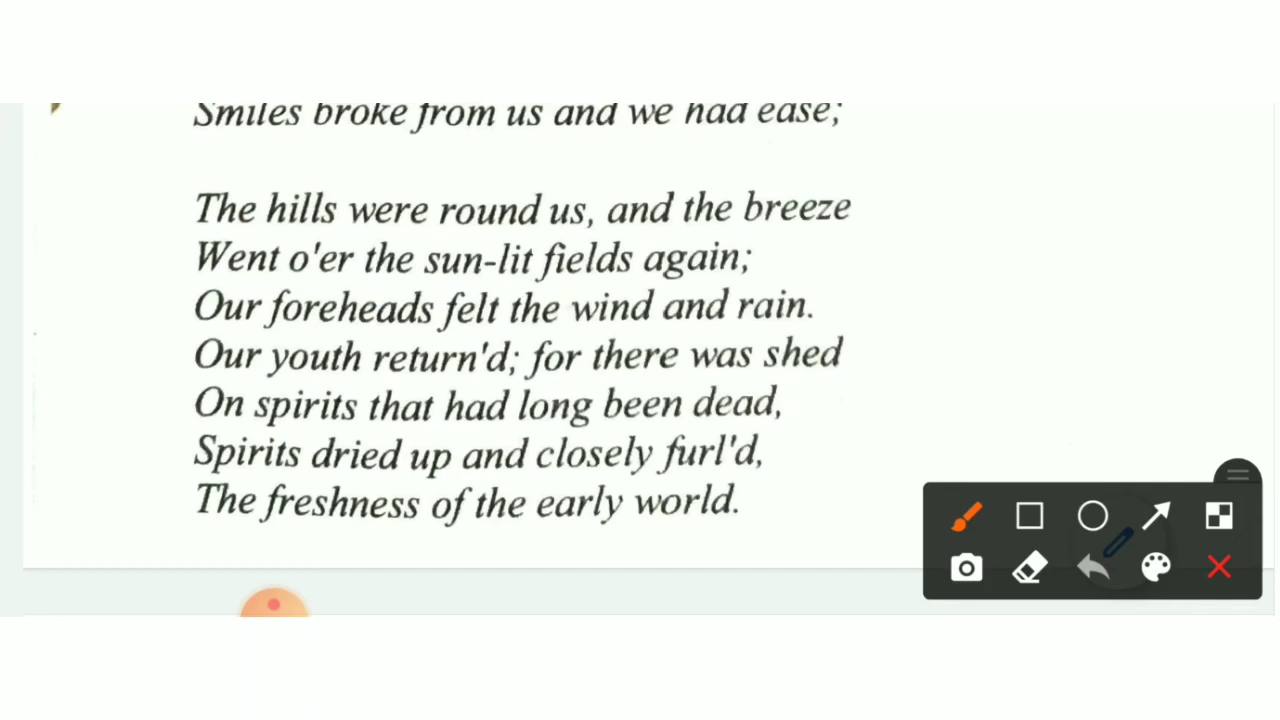 Smiles broke from us and we had ease;
The hills were round us, and the breeze
Went o'er the sun-lit fields again;
Our foreheads felt the wind and rain.
Our youth return'd; for there was shed
On spirits that had long been dead,
Spirits dried up and closely furl'd,
The freshness of the early world.